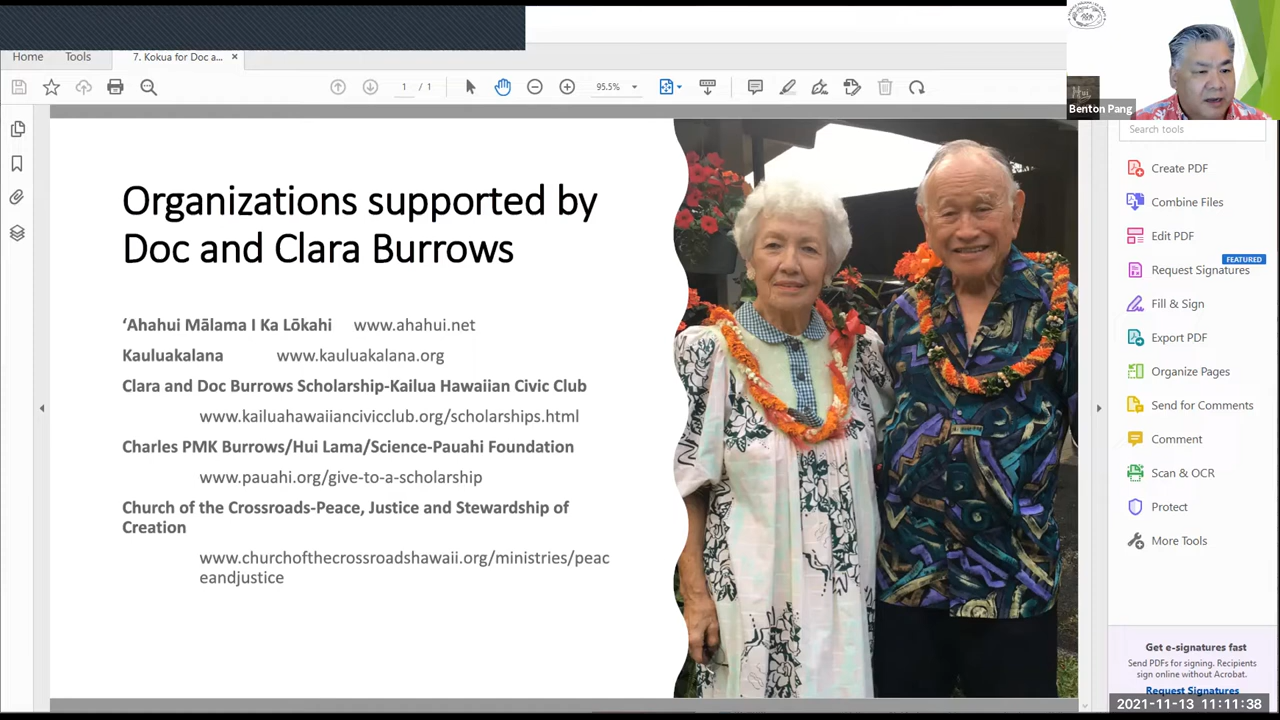 Home Tools 7. Kokua for Doc a... ×
1 / 1 95.5%
Benton Pang
Organizations supported by
Doc and Clara Burrows
ʻAhahui Mālama I Ka Lōkahi www.ahahui.net
Kauluakalana www.kauluakalana.org
Clara and Doc Burrows Scholarship-Kailua Hawaiian Civic Club
www.kailuahawaiiancivicclub.org/scholarships.html
Charles PMK Burrows/Hui Lama/Science-Pauahi Foundation
www.pauahi.org/give-to-a-scholarship
Church of the Crossroads-Peace, Justice and Stewardship of
Creation
www.churchofthecrossroadshawaii.org/ministries/peac
eandjustice
Search tools
Create PDF
Combine Files
Edit PDF
FEATURED
Request Signatures
Fill & Sign
Export PDF
Organize Pages
Send for Comments
Comment
Scan & OCR
Protect
More Tools
Get e-signatures fast
Send PDFs for signing. Recipients
sign online without Acrobat.
Request Signatures
2021-11-13 11:11:38